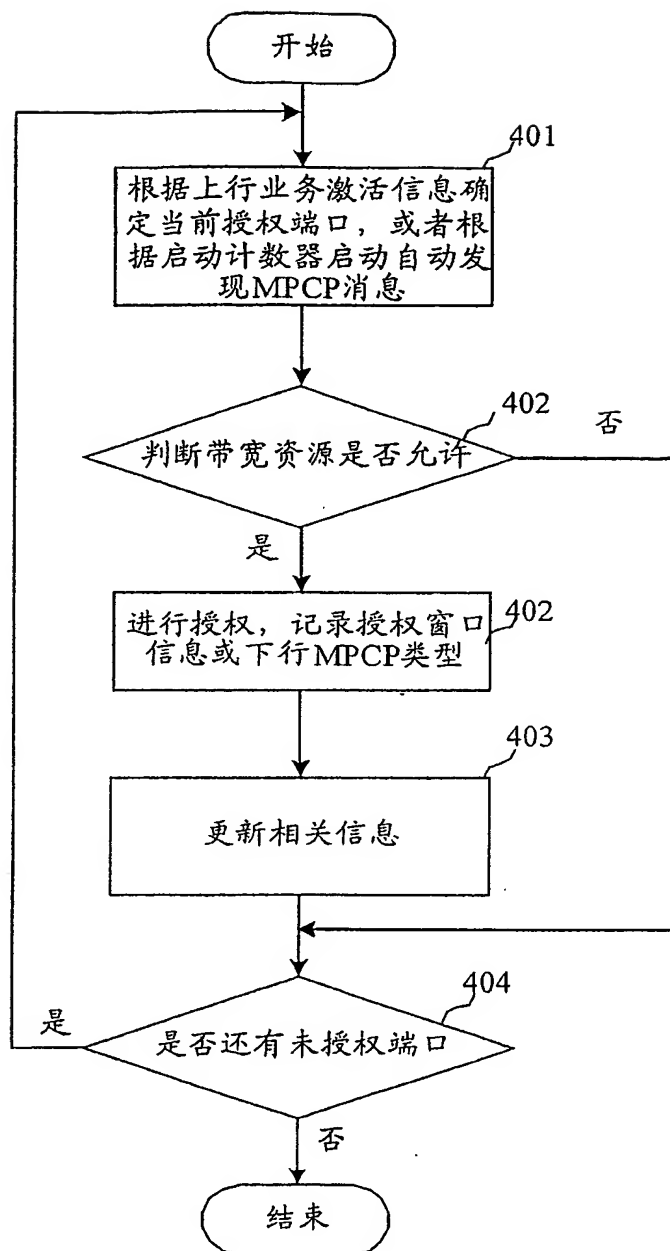 开始
401
根据上行业务激活信息确
定当前授权端口，或者根
据启动计数器启动自动发
现MPCP消息
402
否
判断带宽资源是否允许
是
进行授权，记录授权窗口
信息或下行MPCP类型
402
403
更新相关信息
404
是
是否还有未授权端口
否
结束